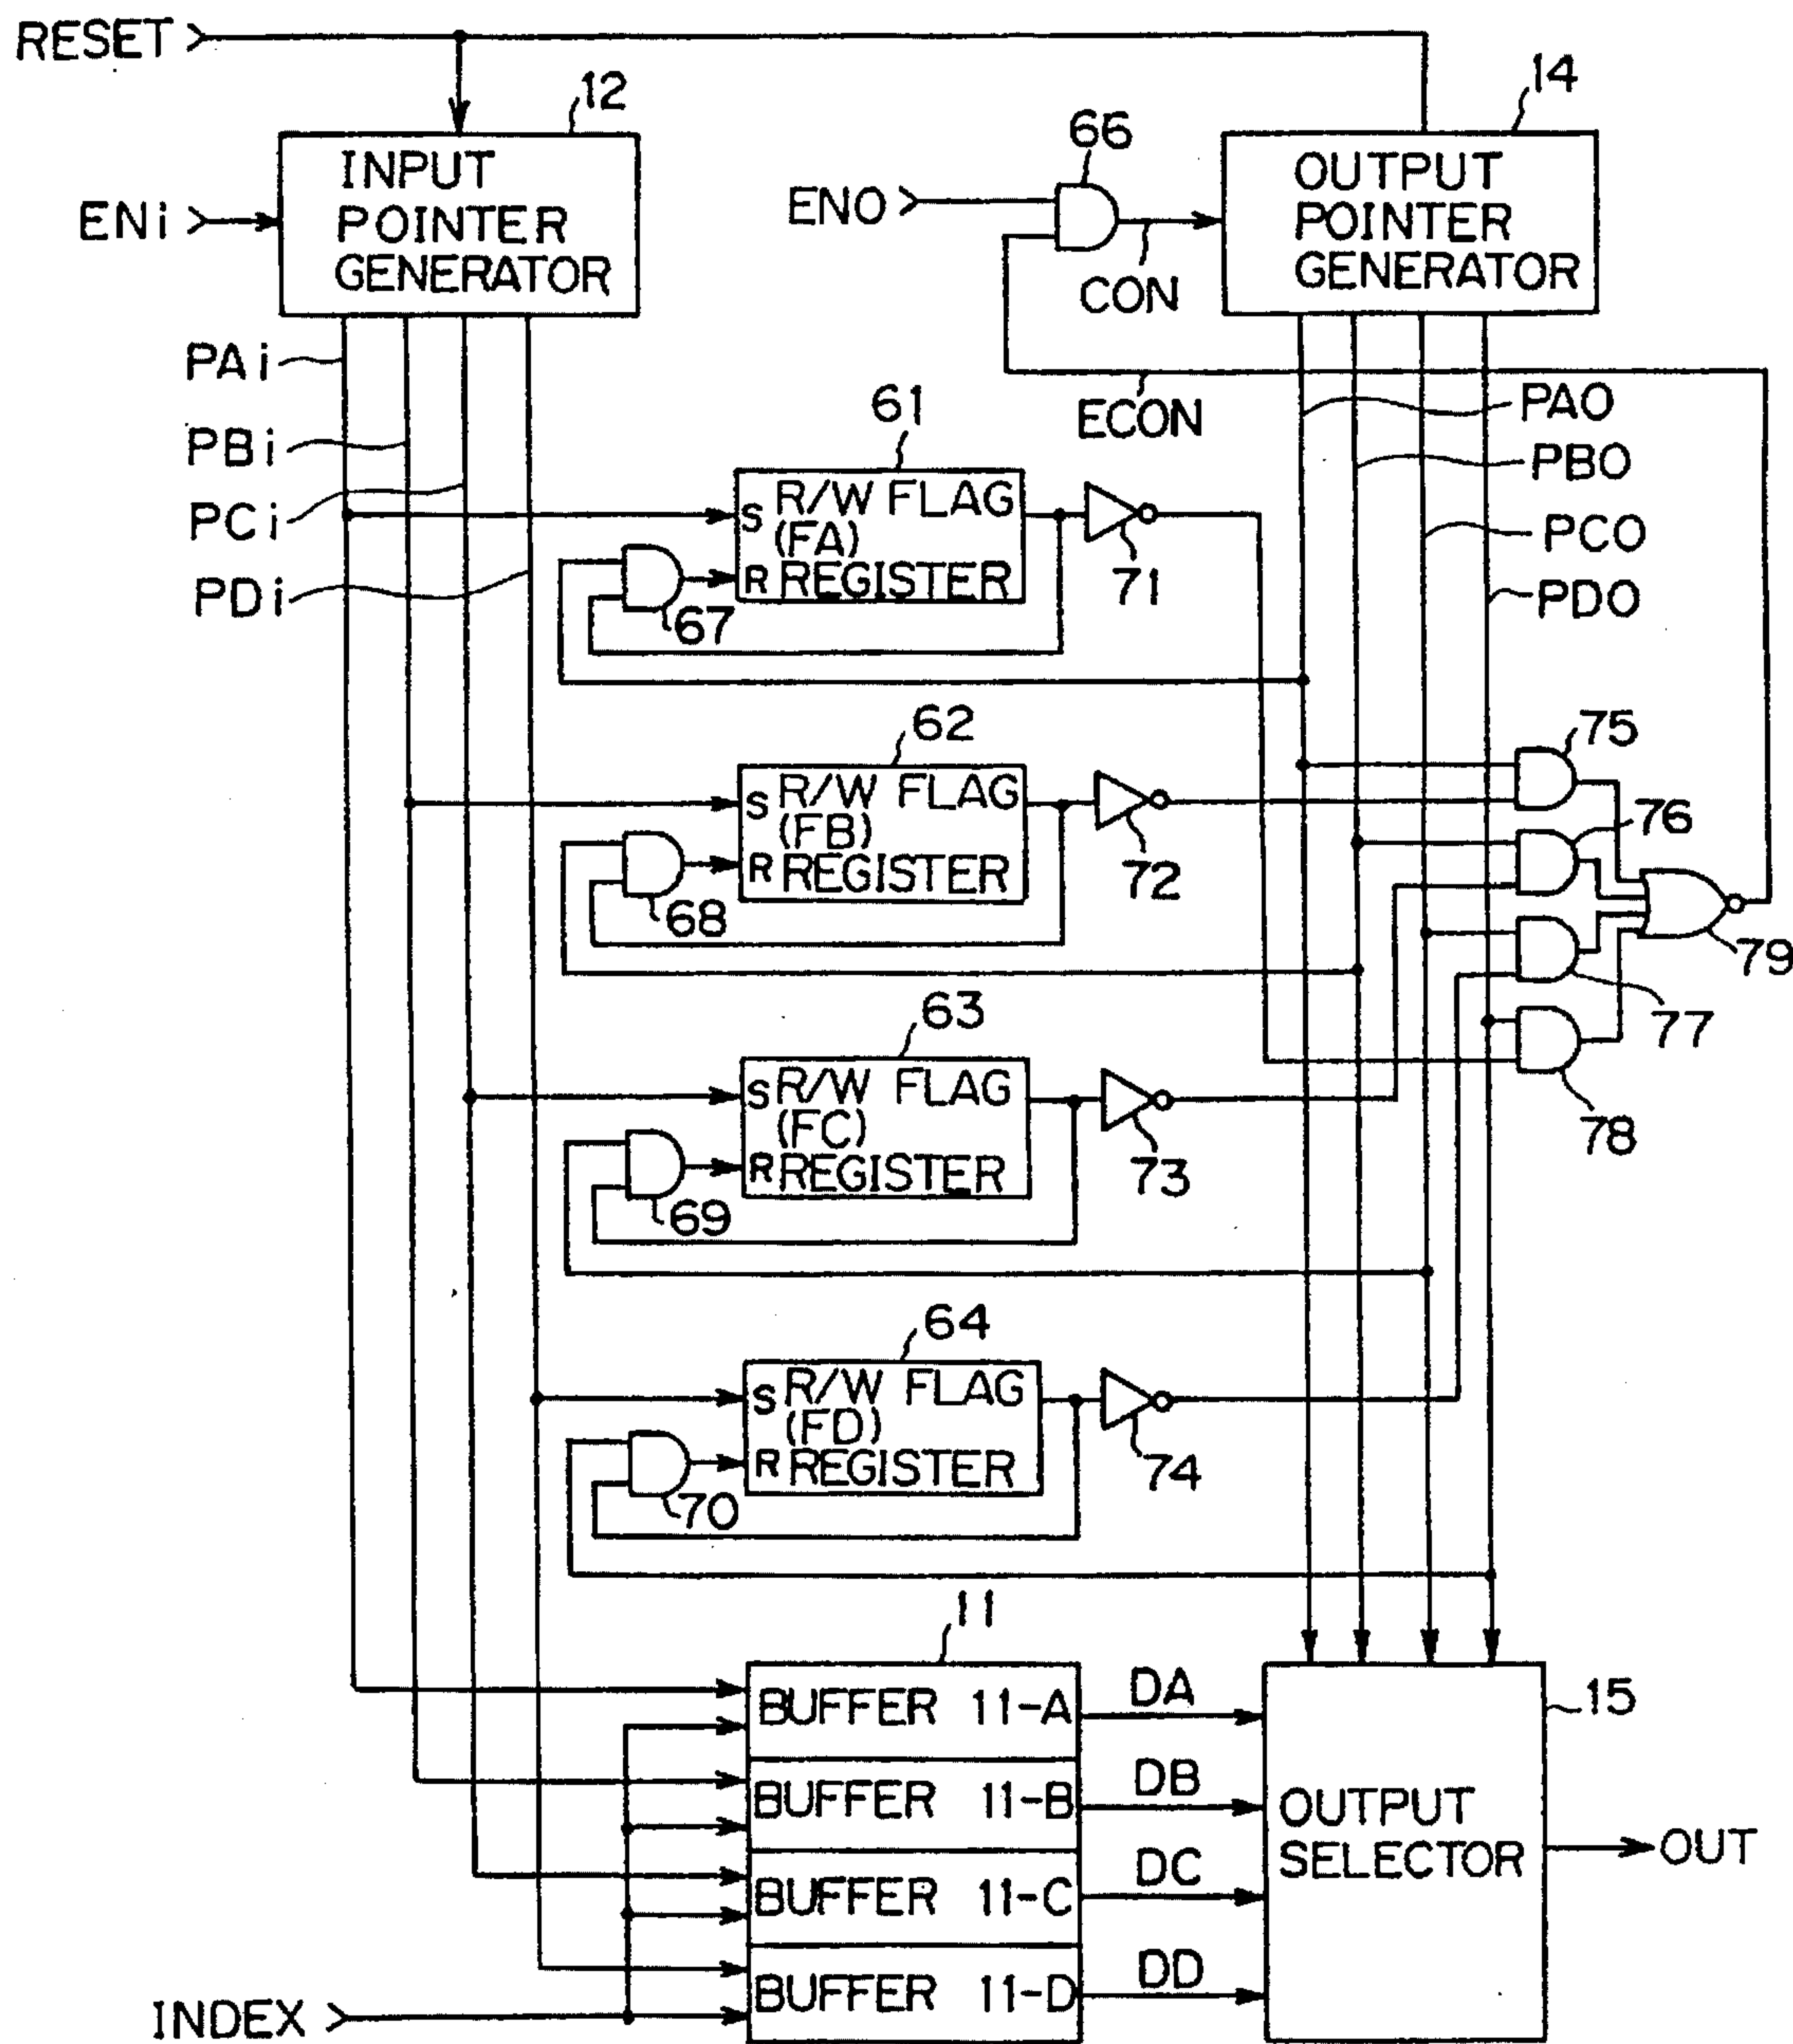 RESET
12
14
INPUT
POINTER
GENERATOR
66
OUTPUT
POINTER
GENERATOR
ENi
ENO
CON
PAi
ECON
PAO
61
PBi
PBO
S R/W FLAG
(FA)
R REGISTER
PCi
PCO
71
PDi
PDO
67
62
75
S R/W FLAG
(FB)
R REGISTER
76
72
68
79
63
77
S R/W FLAG
(FC)
R REGISTER
78
73
69
64
S R/W FLAG
(FD)
R REGISTER
74
70
11
BUFFER 11-A
DA
15
BUFFER 11-B
DB
OUTPUT
SELECTOR
OUT
BUFFER 11-C
DC
BUFFER 11-D
DD
INDEX